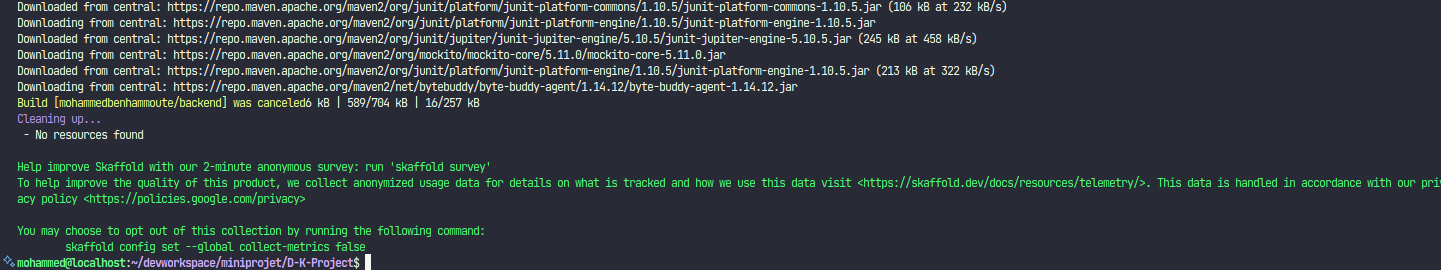 Downloaded from central: https://repo.maven.apache.org/maven2/org/junit/platform/junit-platform-commons/1.10.5/junit-platform-commons-1.10.5.jar (106 kB at 232 kB/s)
Downloading from central: https://repo.maven.apache.org/maven2/org/junit/platform/junit-platform-engine/1.10.5/junit-platform-engine-1.10.5.jar
Downloaded from central: https://repo.maven.apache.org/maven2/org/junit/jupiter/junit-jupiter-engine/5.10.5/junit-jupiter-engine-5.10.5.jar (245 kB at 458 kB/s)
Downloading from central: https://repo.maven.apache.org/maven2/org/mockito/mockito-core/5.11.0/mockito-core-5.11.0.jar
Downloaded from central: https://repo.maven.apache.org/maven2/org/junit/platform/junit-platform-engine/1.10.5/junit-platform-engine-1.10.5.jar (213 kB at 322 kB/s)
Downloading from central: https://repo.maven.apache.org/maven2/net/bytebuddy/byte-buddy-agent/1.14.12/byte-buddy-agent-1.14.12.jar
Build [mohammedbenhammoute/backend] was canceled6 kB | 589/704 kB | 16/257 kB
Cleaning up...
 - No resources found
Help improve Skaffold with our 2-minute anonymous survey: run 'skaffold survey'
To help improve the quality of this product, we collect anonymized usage data for details on what is tracked and how we use this data visit <https://skaffold.dev/docs/resources/telemetry/>. This data is handled in accordance with our priv
acy policy <https://policies.google.com/privacy>
You may choose to opt out of this collection by running the following command:
        skaffold config set --global collect-metrics false
mohammed@localhost:~/devworkspace/miniprojet/D-K-Project$